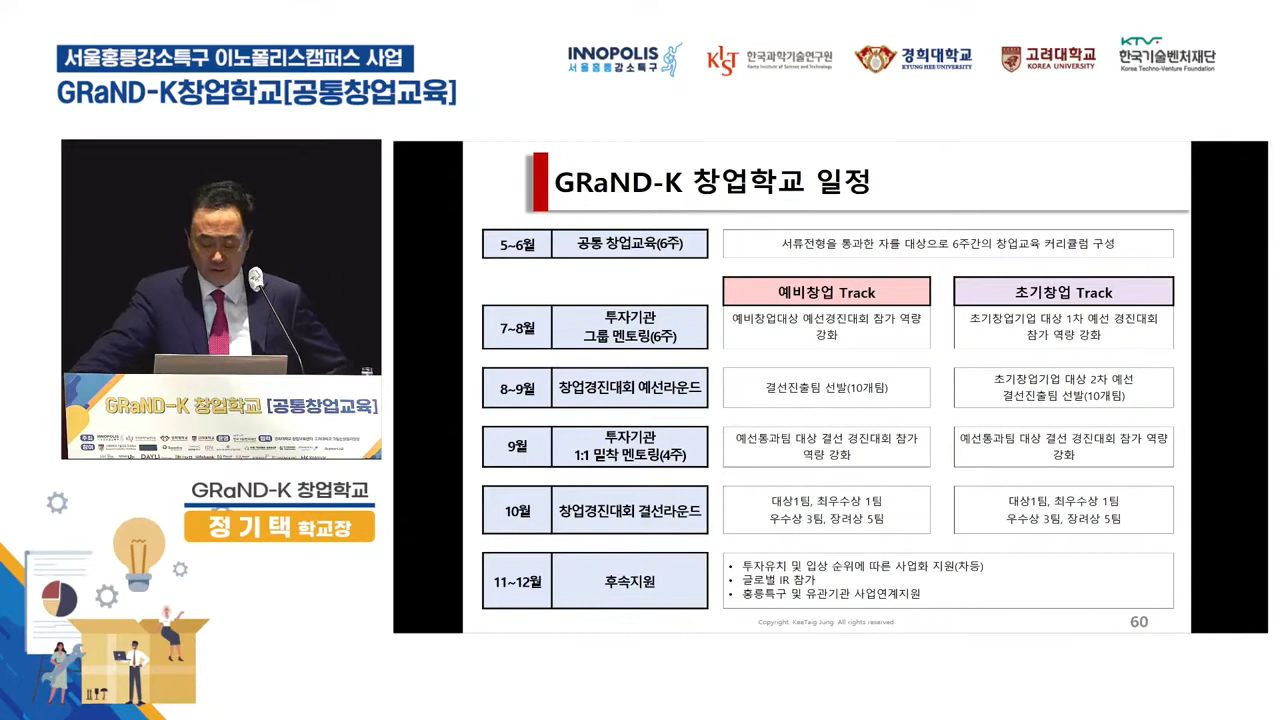 서울홍릉강소특구 이노폴리스캠퍼스 사업
GRaND-K창업학교[공통창업교육]
INNOPOLIS
서울홍릉강소특구
KIST 한국과학기술연구원
Korea Institute of Science and Technology
경희대학교
KYUNG HEE UNIVERSITY
고려대학교
KOREA UNIVERSITY
KTVF
한국기술벤처재단
Korea Techno-Venture Foundation
GRaND-K 창업학교 일정
5~6월 공통 창업교육(6주) 서류전형을 통과한 자를 대상으로 6주간의 창업교육 커리큘럼 구성
예비창업 Track 초기창업 Track
7~8월
투자기관
그룹 멘토링(6주)
예비창업대상 예선경진대회 참가 역량
강화
초기창업기업 대상 1차 예선 경진대회
참가 역량 강화
8~9월 창업경진대회 예선라운드 결선진출팀 선발(10개팀)
초기창업기업 대상 2차 예선
결선진출팀 선발(10개팀)
9월
투자기관
1:1 밀착 멘토링(4주)
예선통과팀 대상 결선 경진대회 참가
역량 강화
예선통과팀 대상 결선 경진대회 참가 역량
강화
10월 창업경진대회 결선라운드
대상1팀, 최우수상 1팀
우수상 3팀, 장려상 5팀
대상1팀, 최우수상 1팀
우수상 3팀, 장려상 5팀
11~12월 후속지원
• 투자유치 및 입상 순위에 따른 사업화 지원(차등)
• 글로벌 IR 참가
• 홍릉특구 및 유관기관 사업연계지원
Copyright. KeeTaig Jung. All rights reserved.
60
GRaND-K 창업학교 [공통창업교육]
INNOPOLIS
DAYLI
GRaND-K 창업학교
정기택 학교장